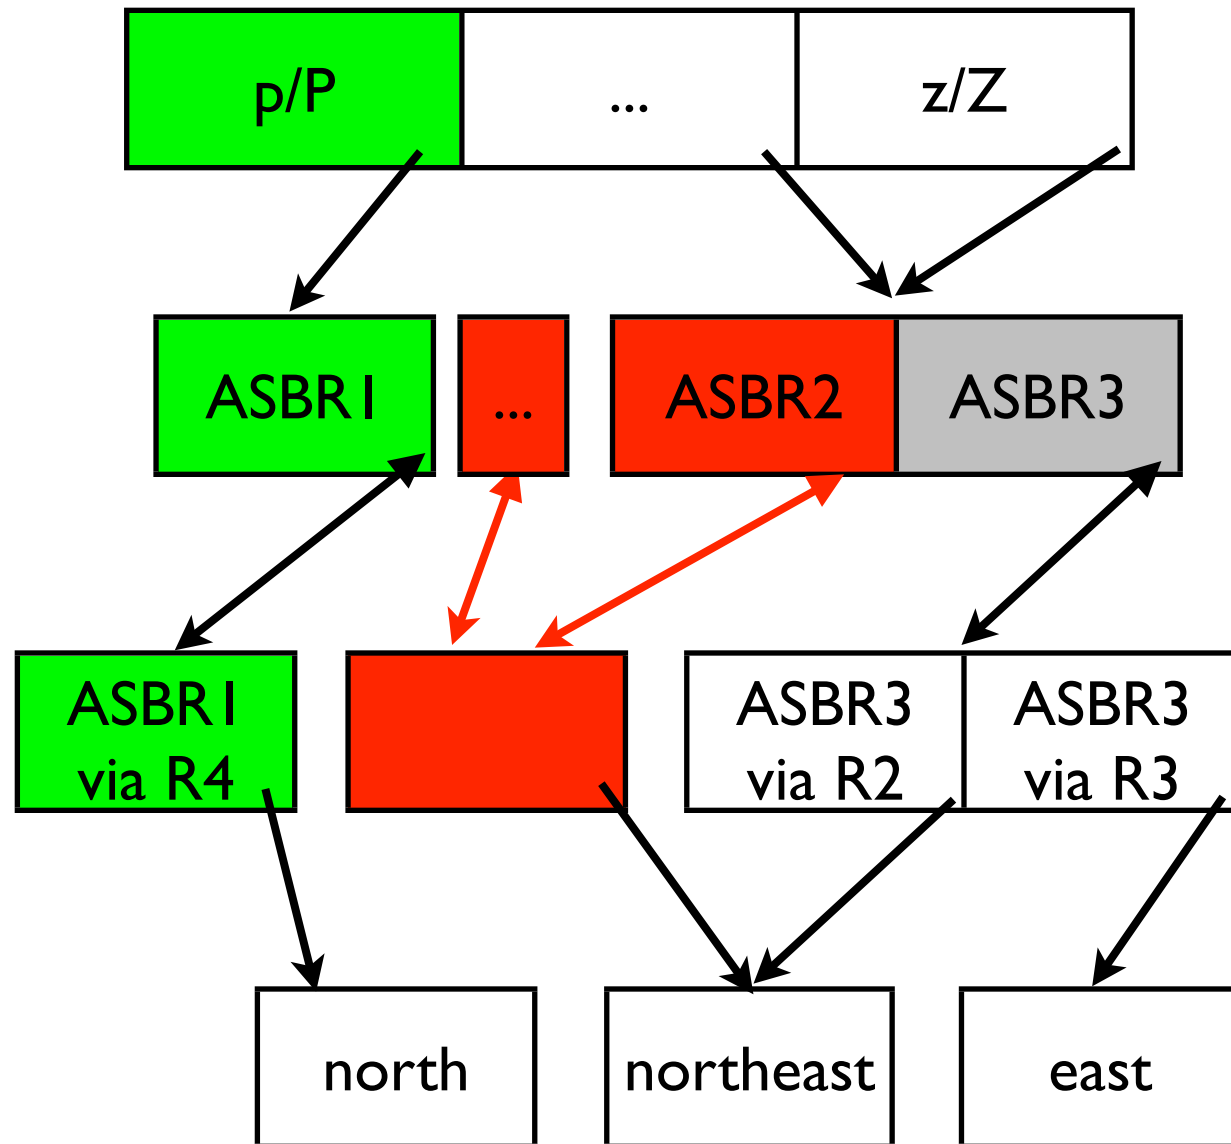 p/P
...
z/Z
ASBR1
...
ASBR2
ASBR3
ASBR1
via R4
ASBR3
via R2
ASBR3
via R3
north
northeast
east